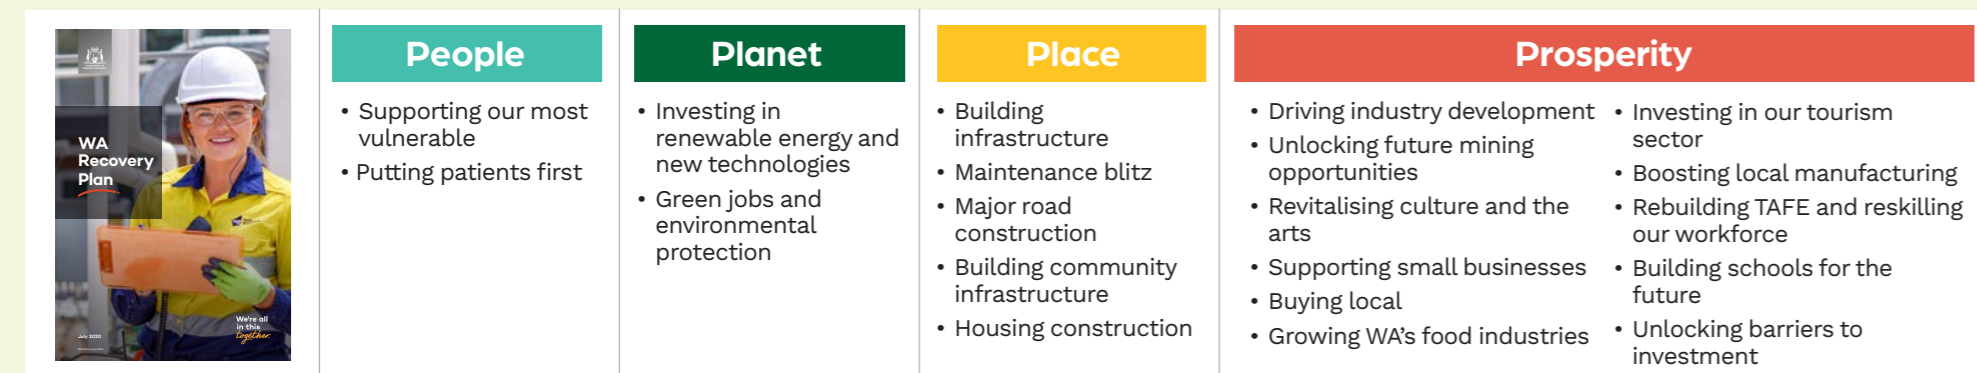 WA
Recovery
Plan
We're all
in this
together.
July 2020
People
• Supporting our most
vulnerable
• Putting patients first
Planet
• Investing in
renewable energy and
new technologies
• Green jobs and
environmental
protection
Place
• Building
infrastructure
• Maintenance blitz
• Major road
construction
• Building community
infrastructure
• Housing construction
Prosperity
• Driving industry development
• Unlocking future mining
opportunities
• Revitalising culture and the
arts
• Supporting small businesses
• Buying local
• Growing WA's food industries
• Investing in our tourism
sector
• Boosting local manufacturing
• Rebuilding TAFE and reskilling
our workforce
• Building schools for the
future
• Unlocking barriers to
investment